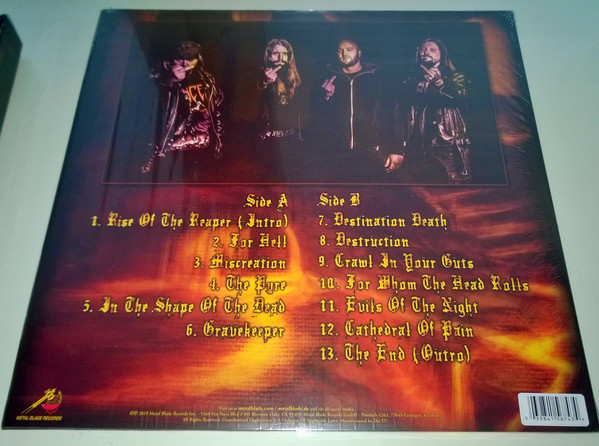 Side A
1. Rise Of The Reaper (Intro)
2. For Hell
3. Miscreation
4. The Pyre
5. In The Shape Of The Dead
6. Gravekeeper
Side B
7. Destination Death
8. Destruction
9. Crawl In Your Guts
10. For Whom The Head Rolls
11. Evils Of The Night
12. Cathedral Of Pain
13. The End (Outro)
METAL BLADE RECORDS